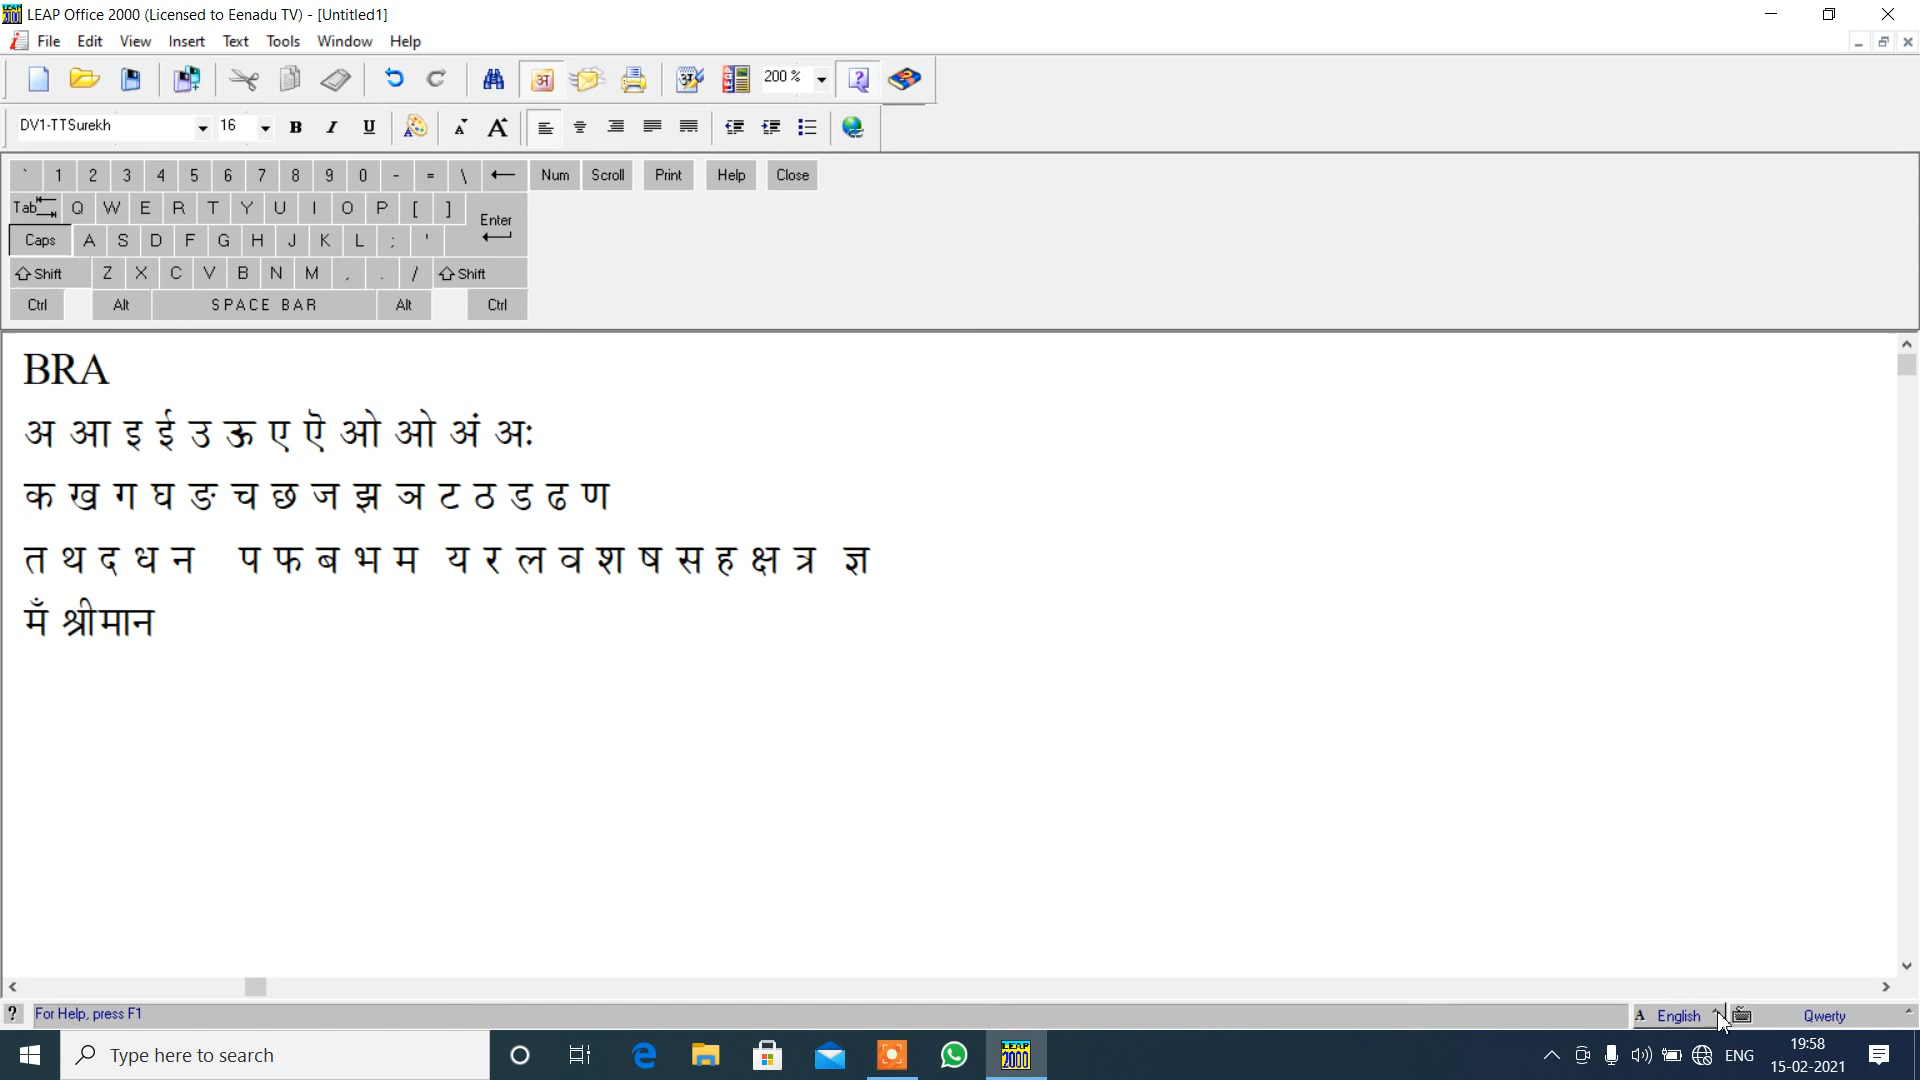 LEAP Office 2000 (Licensed to Eenadu TV) - [Untitled1]
File Edit View Insert Text Tools Window Help
200 %
DV1-TTSurekh 16 B I U A A
` 1 2 3 4 5 6 7 8 9 0 - = \ Num Scroll Print Help Close
Tab Q W E R T Y U I O P [ ] Enter
Caps A S D F G H J K L ; '
Shift Z X C V B N M , . / Shift
Ctrl Alt SPACE BAR Alt Ctrl
BRA
अ आ इ ई उ ऊ ए ऎ ओ ओ अं अः
क ख ग घ ङ च छ ज झ ञ ट ठ ड ढ ण
त थ द ध न प फ ब भ म य र ल व श ष स ह क्ष त्र ज्ञ
मँ श्रीमान
? For Help, press F1 A English Qwerty
Type here to search LEAP 2000 ENG 19:58
15-02-2021